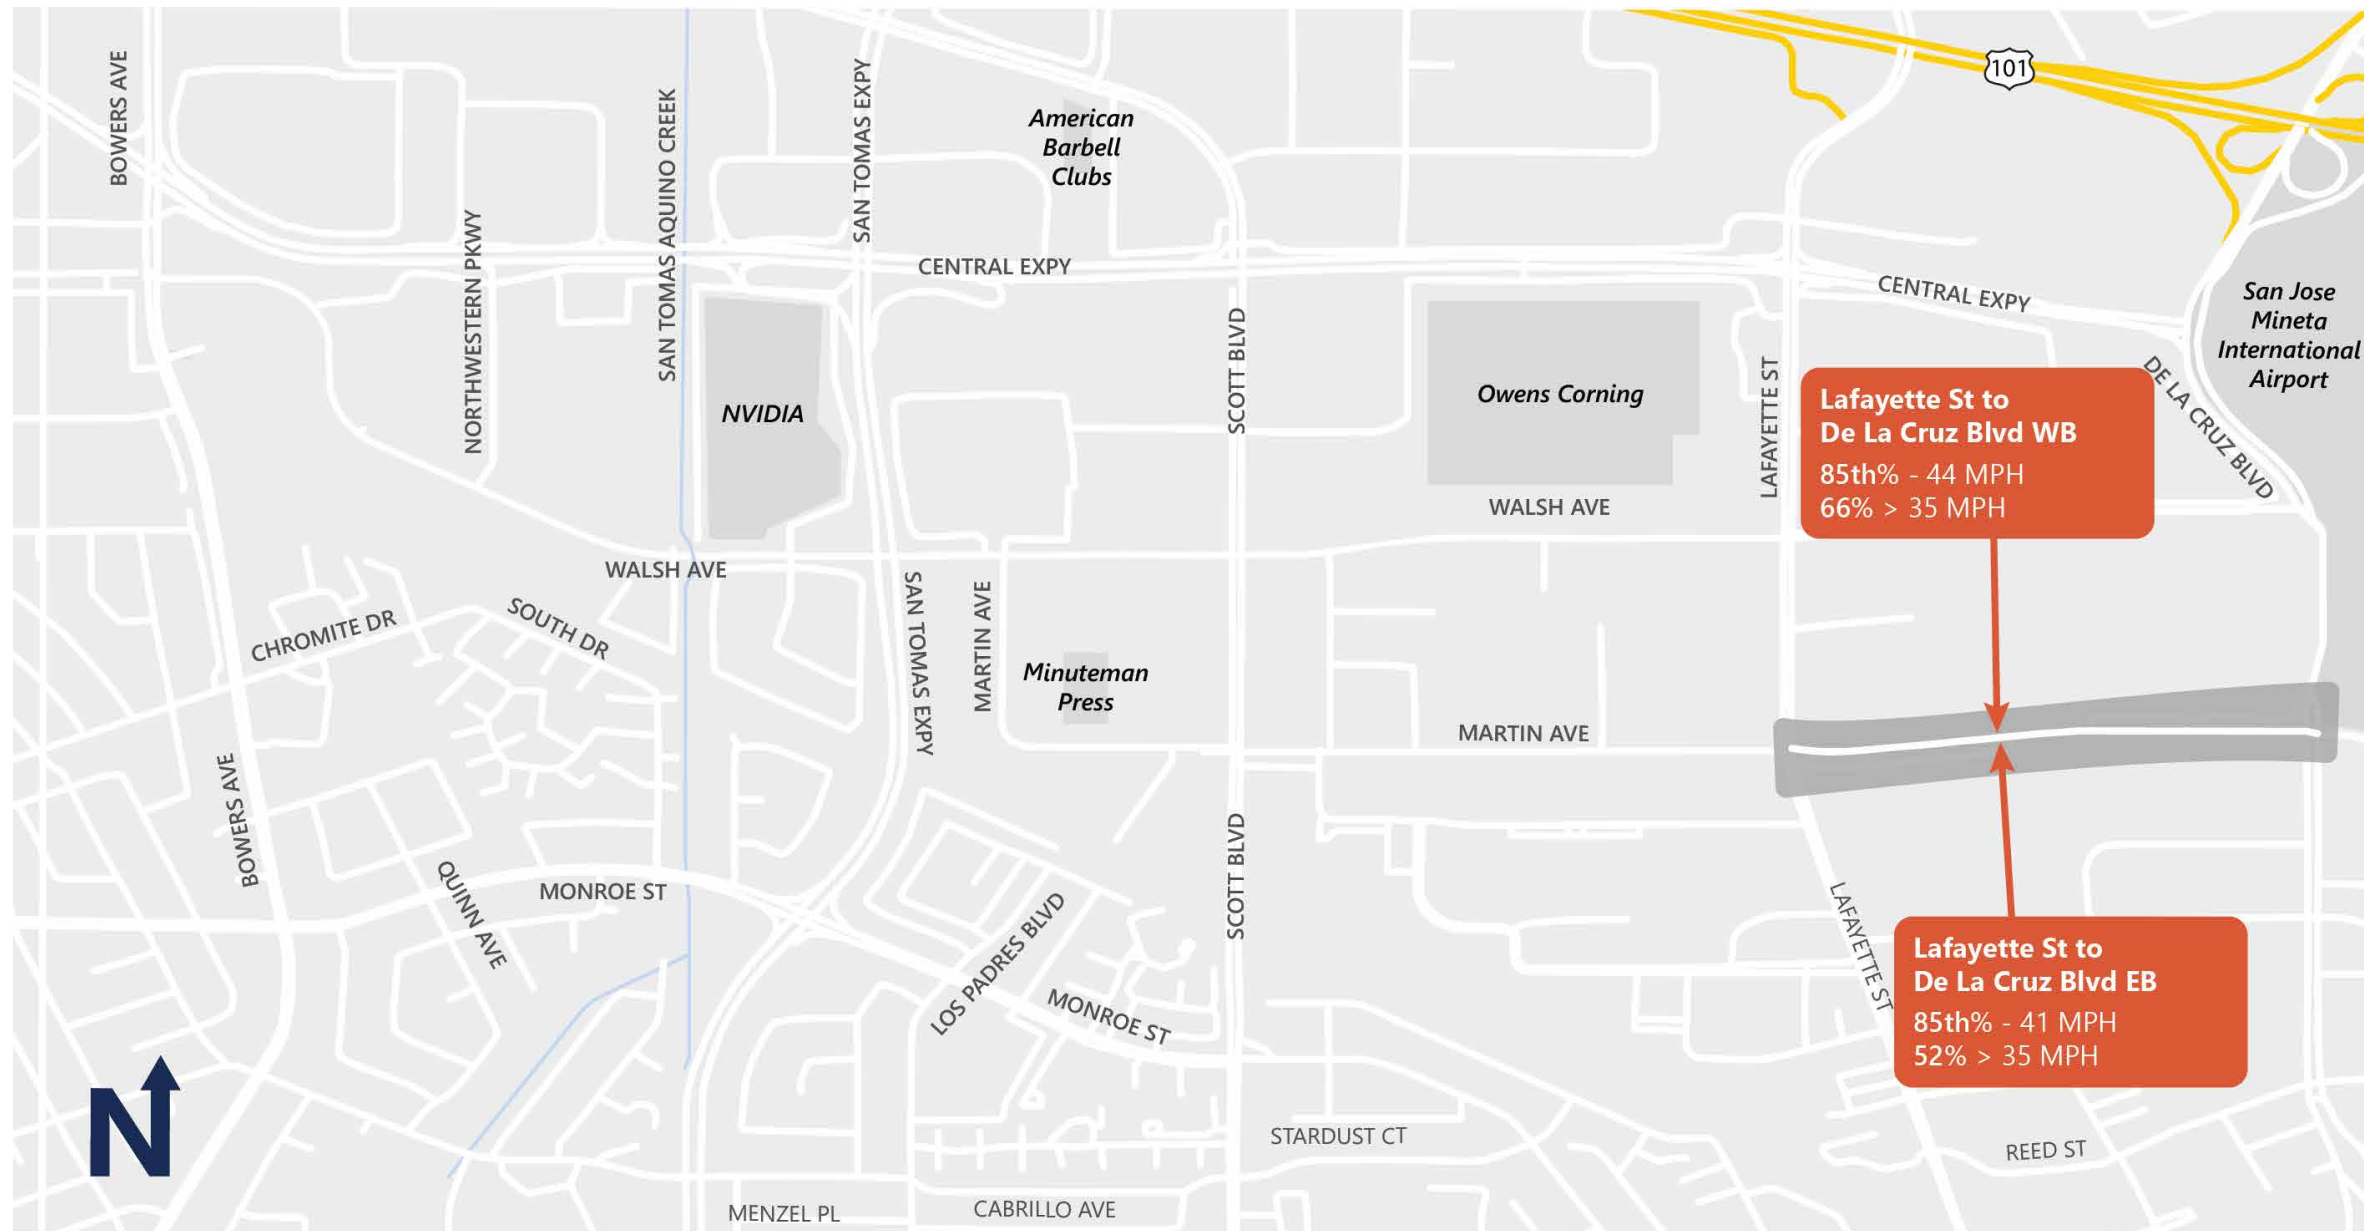 BOWERS AVE
SAN TOMAS AQUINO CREEK
SAN TOMAS EXPY
American
Barbell
Clubs
101
NORTHWESTERN PKWY
CENTRAL EXPY
CENTRAL EXPY
San Jose
Mineta
International
Airport
SCOTT BLVD
NVIDIA
Owens Corning
LAFAYETTE ST
DE LA CRUZ BLVD
Lafayette St to
De La Cruz Blvd WB
85th% - 44 MPH
66% > 35 MPH
WALSH AVE
WALSH AVE
CHROMITE DR
SOUTH DR
SAN TOMAS EXPY
MARTIN AVE
Minuteman
Press
MARTIN AVE
BOWERS AVE
QUINN AVE
MONROE ST
SCOTT BLVD
LOS PADRES BLVD
MONROE ST
LAFAYETTE ST
Lafayette St to
De La Cruz Blvd EB
85th% - 41 MPH
52% > 35 MPH
N
STARDUST CT
REED ST
MENZEL PL
CABRILLO AVE